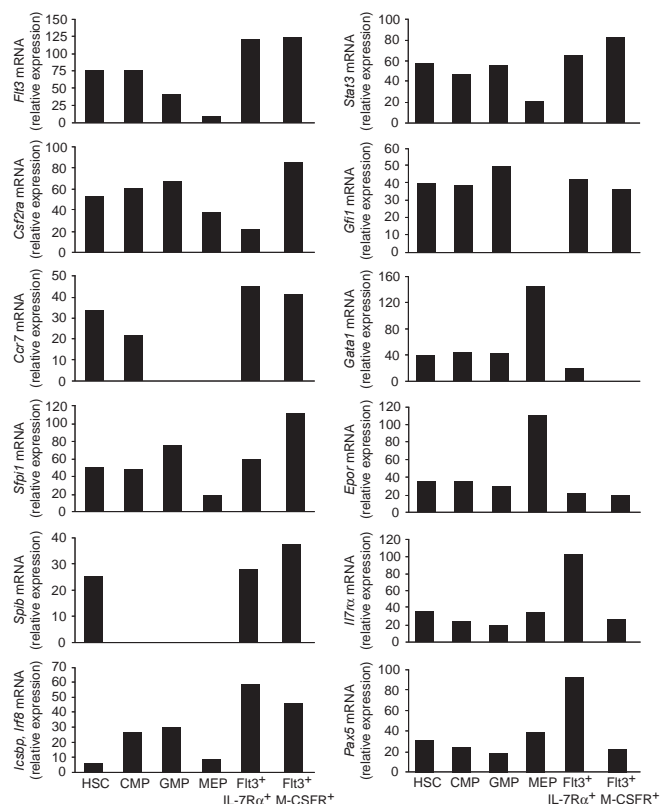 Flt3 mRNA
(relative expression)
150
125
100
75
50
25
0
Stat3 mRNA
(relative expression)
100
80
60
40
20
0
Csf2ra mRNA
(relative expression)
100
80
60
40
20
0
Gfi1 mRNA
(relative expression)
60
50
40
30
20
10
0
Ccr7 mRNA
(relative expression)
50
40
30
20
10
0
Gata1 mRNA
(relative expression)
160
120
80
40
0
Sfpi1 mRNA
(relative expression)
120
100
80
60
40
20
0
Epor mRNA
(relative expression)
120
100
80
60
40
20
0
Spib mRNA
(relative expression)
40
30
20
10
0
Il7rα mRNA
(relative expression)
120
100
80
60
40
20
0
Icsbp, Irf8 mRNA
(relative expression)
70
60
50
40
30
20
10
0
Pax5 mRNA
(relative expression)
100
80
60
40
20
0
HSC CMP GMP MEP Flt3+ Flt3+
IL-7Rα+ M-CSFR+
HSC CMP GMP MEP Flt3+ Flt3+
IL-7Rα+ M-CSFR+